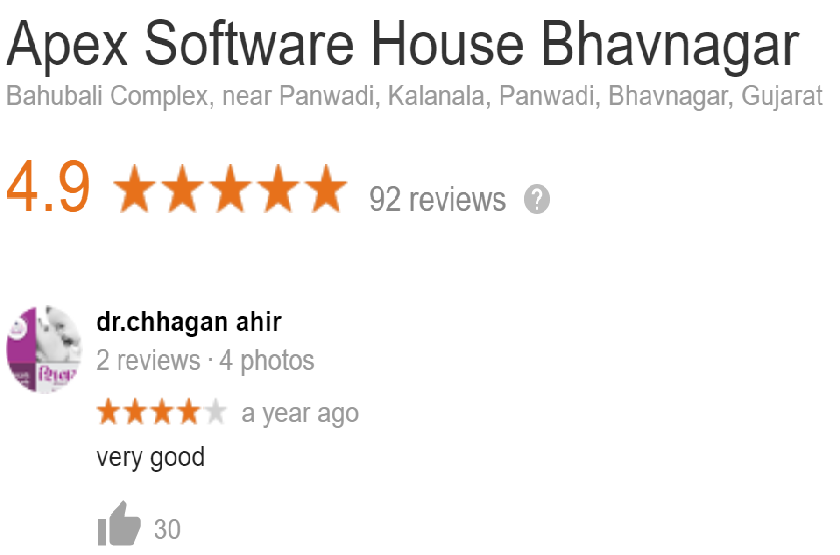 Apex Software House Bhavnagar
Bahubali Complex, near Panwadi, Kalanala, Panwadi, Bhavnagar, Gujarat
4.9 92 reviews ?
dr.chhagan ahir
2 reviews · 4 photos
a year ago
very good
30